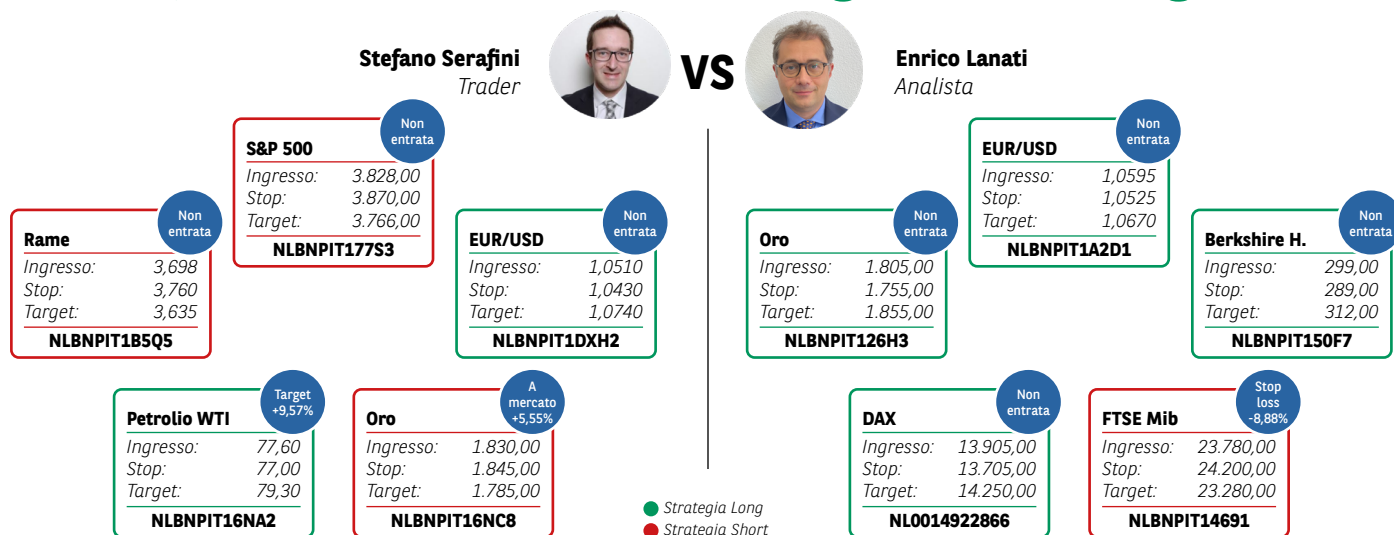 Stefano Serafini
Trader
VS
Enrico Lanati
Analista
Non
entrata
S&P 500
Ingresso: 3.828,00
Stop: 3.870,00
Target: 3.766,00
NLBNPIT177S3
Non
entrata
Rame
Ingresso: 3,698
Stop: 3,760
Target: 3,635
NLBNPIT1B5Q5
Non
entrata
EUR/USD
Ingresso: 1,0510
Stop: 1,0430
Target: 1,0740
NLBNPIT1DXH2
Target
+9,57%
Petrolio WTI
Ingresso: 77,60
Stop: 77,00
Target: 79,30
NLBNPIT16NA2
A
mercato
+5,55%
Oro
Ingresso: 1.830,00
Stop: 1.845,00
Target: 1.785,00
NLBNPIT16NC8
Non
entrata
EUR/USD
Ingresso: 1,0595
Stop: 1,0525
Target: 1,0670
NLBNPIT1A2D1
Non
entrata
Oro
Ingresso: 1.805,00
Stop: 1.755,00
Target: 1.855,00
NLBNPIT126H3
Non
entrata
Berkshire H.
Ingresso: 299,00
Stop: 289,00
Target: 312,00
NLBNPIT150F7
Non
entrata
DAX
Ingresso: 13.905,00
Stop: 13.705,00
Target: 14.250,00
NL0014922866
Stop
loss
-8,88%
FTSE Mib
Ingresso: 23.780,00
Stop: 24.200,00
Target: 23.280,00
NLBNPIT14691
Strategia Long
Strategia Short